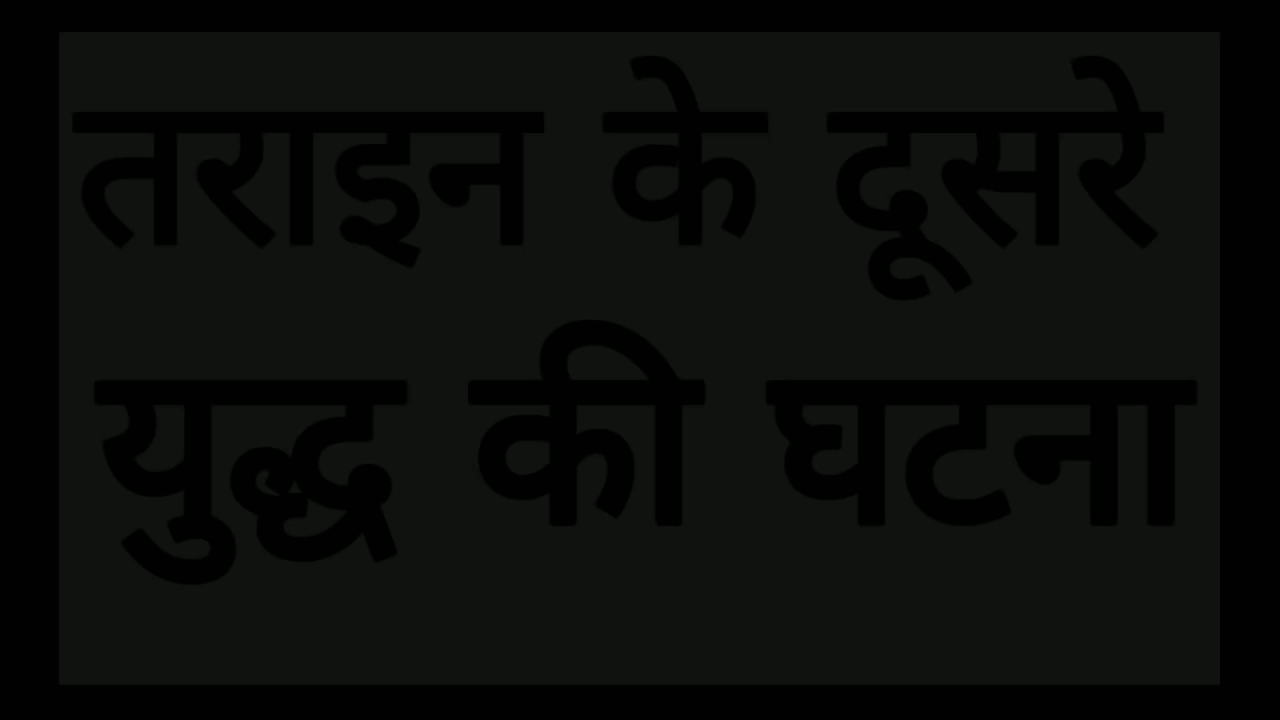 तराइन के दूसरे
युद्ध की घटना